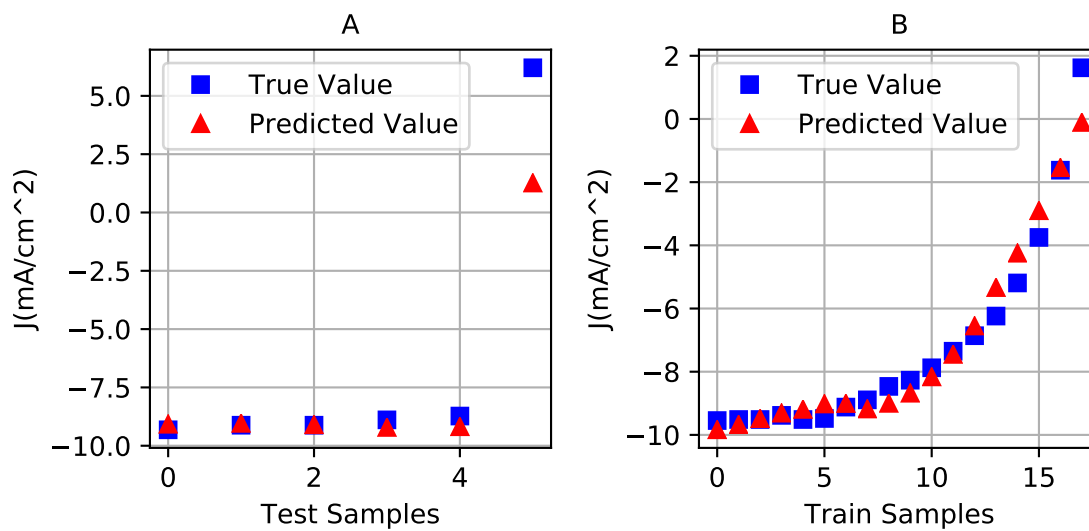 A
True Value
Predicted Value
5.0
2.5
0.0
−2.5
−5.0
−7.5
−10.0
J(mA/cm^2)
0
2
4
Test Samples
B
True Value
Predicted Value
2
0
−2
−4
−6
−8
−10
J(mA/cm^2)
0
5
10
15
Train Samples